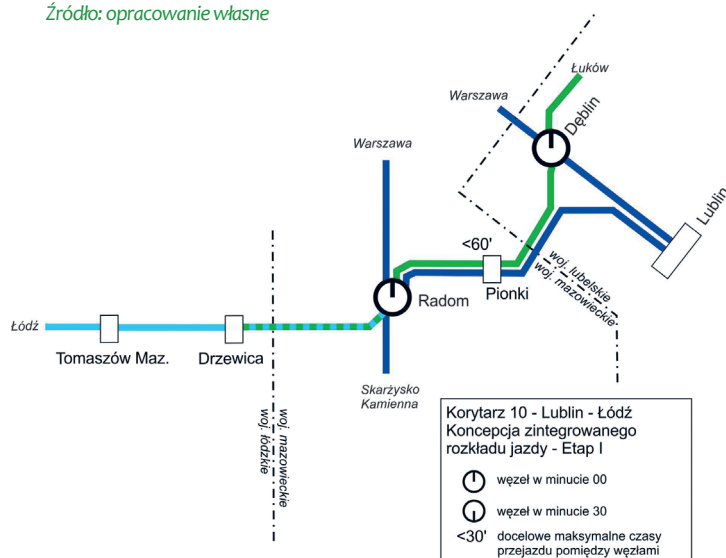 Źródło: opracowanie własne
Łuków
Warszawa
Dęblin
Warszawa
Lublin
<60'
woj. lubelskie
woj. mazowieckie
Radom
Pionki
Łódź
Tomaszów Maz.
Drzewica
Skarżysko
Kamienna
woj. łódzkie
woj. mazowieckie
Korytarz 10 - Lublin - Łódź
Koncepcja zintegrowanego
rozkładu jazdy - Etap I
węzeł w minucie 00
węzeł w minucie 30
<30' docelowe maksymalne czasy
przejazdu pomiędzy węzłami